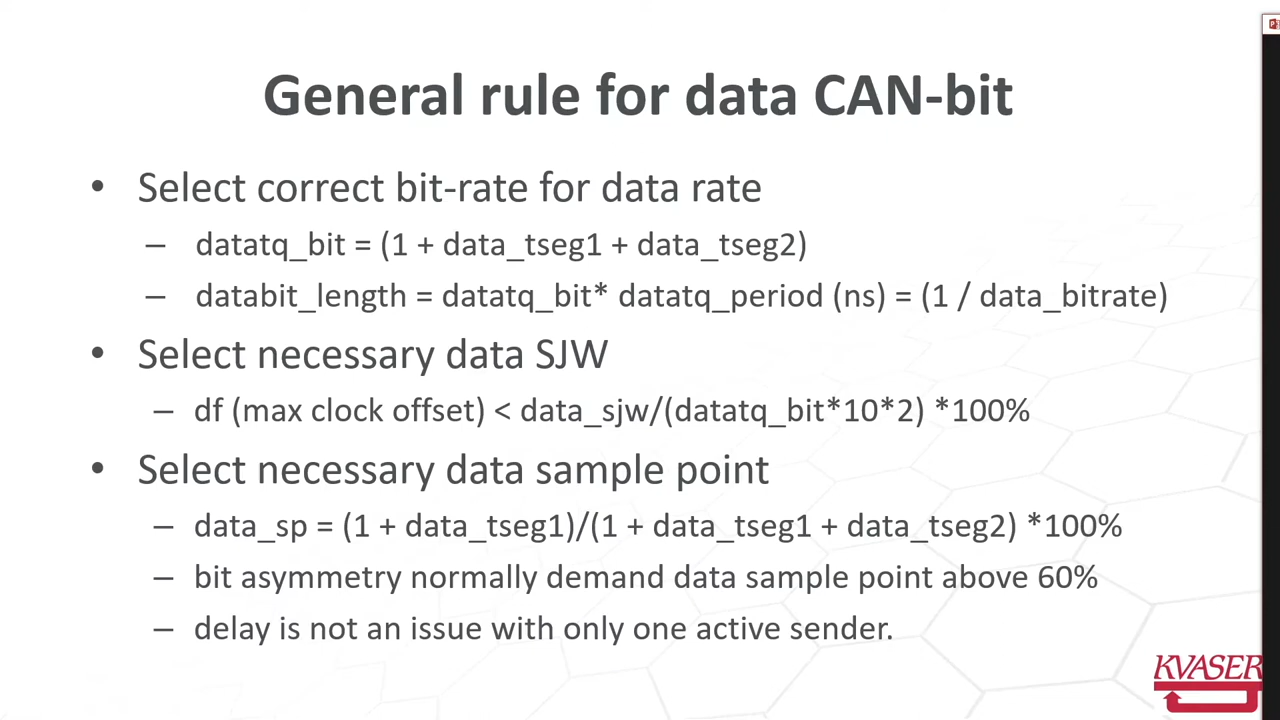 General rule for data CAN-bit
• Select correct bit-rate for data rate
– datatq_bit = (1 + data_tseg1 + data_tseg2)
– databit_length = datatq_bit* datatq_period (ns) = (1 / data_bitrate)
• Select necessary data SJW
– df (max clock offset) < data_sjw/(datatq_bit*10*2) *100%
• Select necessary data sample point
– data_sp = (1 + data_tseg1)/(1 + data_tseg1 + data_tseg2) *100%
– bit asymmetry normally demand data sample point above 60%
– delay is not an issue with only one active sender.
KVASER